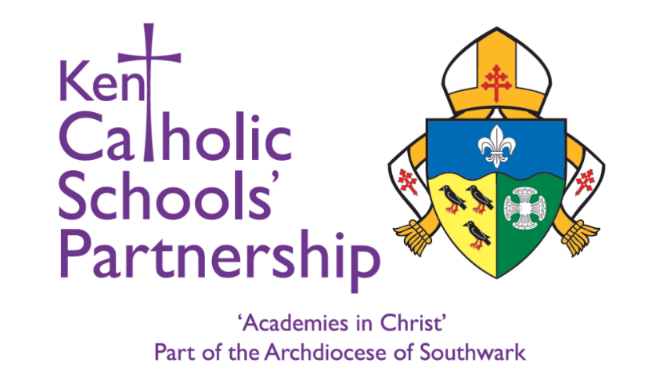 Kent
Catholic
Schools’
Partnership
‘Academies in Christ’
Part of the Archdiocese of Southwark